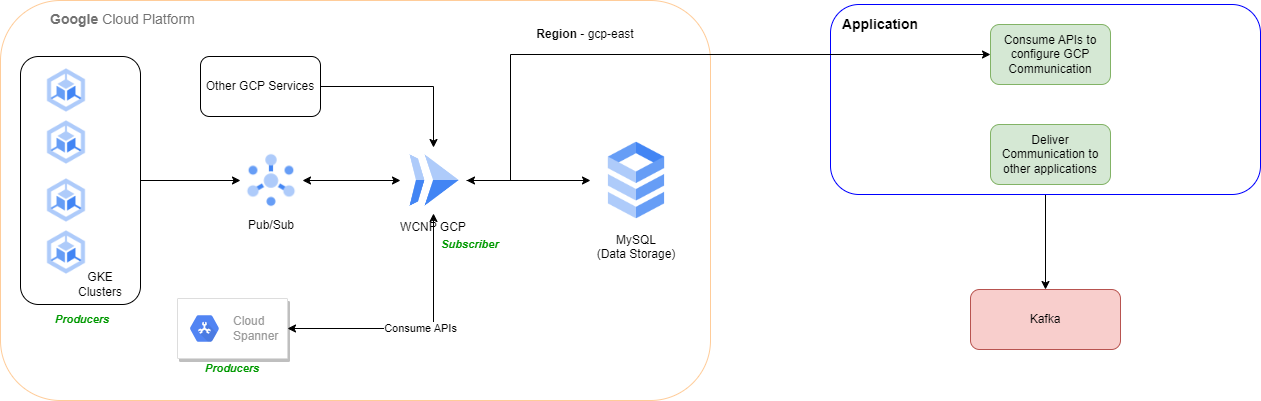 Google Cloud Platform
Region - gcp-east
Application
Consume APIs to
configure GCP
Communication
Other GCP Services
Deliver
Communication to
other applications
Pub/Sub
WCNP GCP
Subscriber
MySQL
(Data Storage)
GKE
Clusters
Producers
Cloud
Spanner
Consume APIs
Producers
Kafka